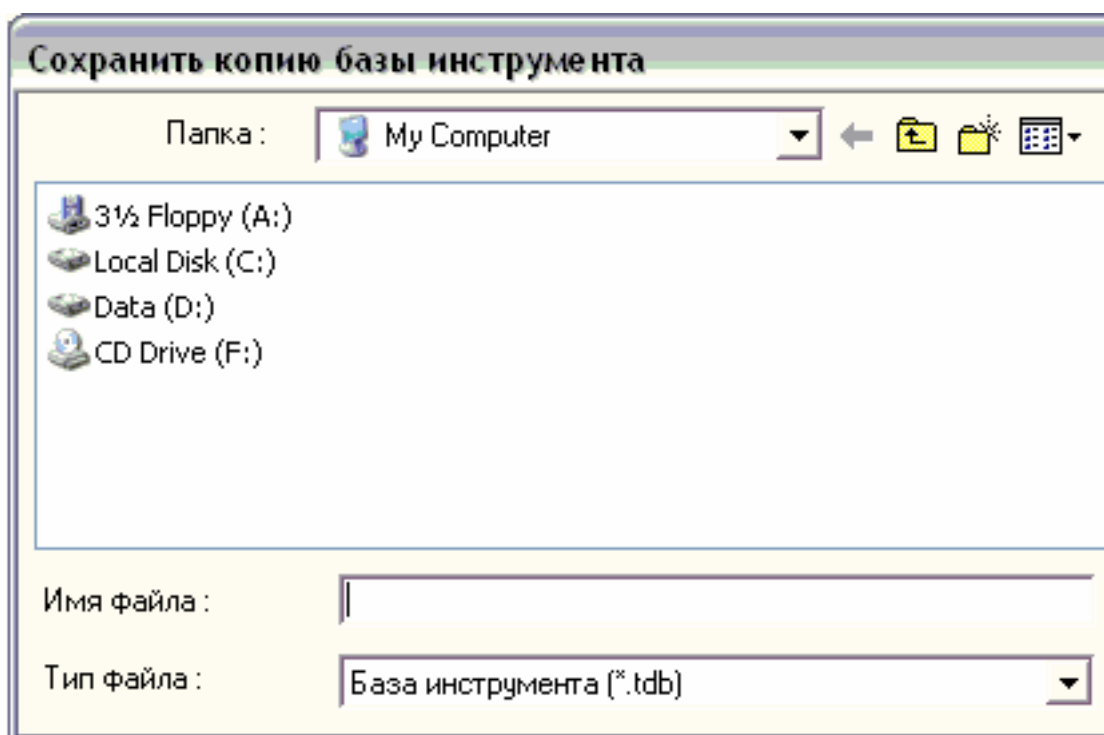 Сохранить копию базы инструмента
Папка : My Computer
3½ Floppy (A:)
Local Disk (C:)
Data (D:)
CD Drive (F:)
Имя файла :
Тип файла : База инструмента (*.tdb)